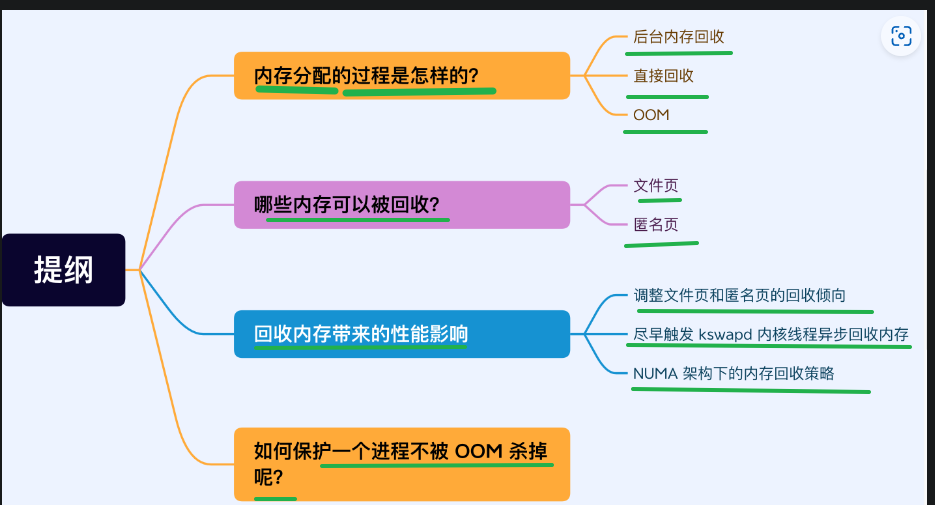 提纲
内存分配的过程是怎样的?
后台内存回收
直接回收
OOM
哪些内存可以被回收?
文件页
匿名页
回收内存带来的性能影响
调整文件页和匿名页的回收倾向
尽早触发 kswapd 内核线程异步回收内存
NUMA 架构下的内存回收策略
如何保护一个进程不被 OOM 杀掉
呢?